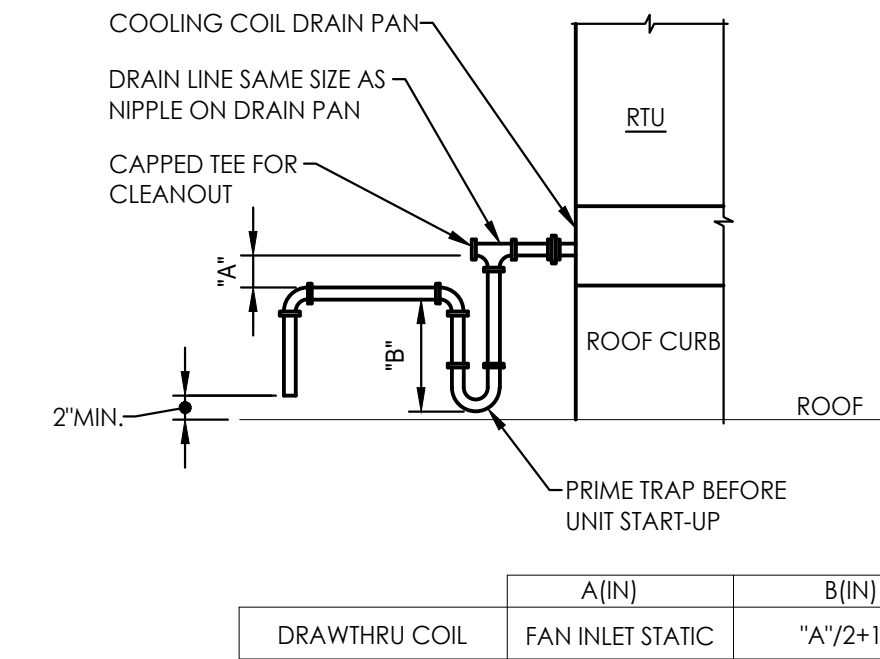 COOLING COIL DRAIN PAN
DRAIN LINE SAME SIZE AS
NIPPLE ON DRAIN PAN
CAPPED TEE FOR
CLEANOUT
RTU
"A"
"B"
ROOF CURB
2"MIN.
ROOF
PRIME TRAP BEFORE
UNIT START-UP
A(IN) B(IN)
DRAWTHRU COIL FAN INLET STATIC "A"/2+1